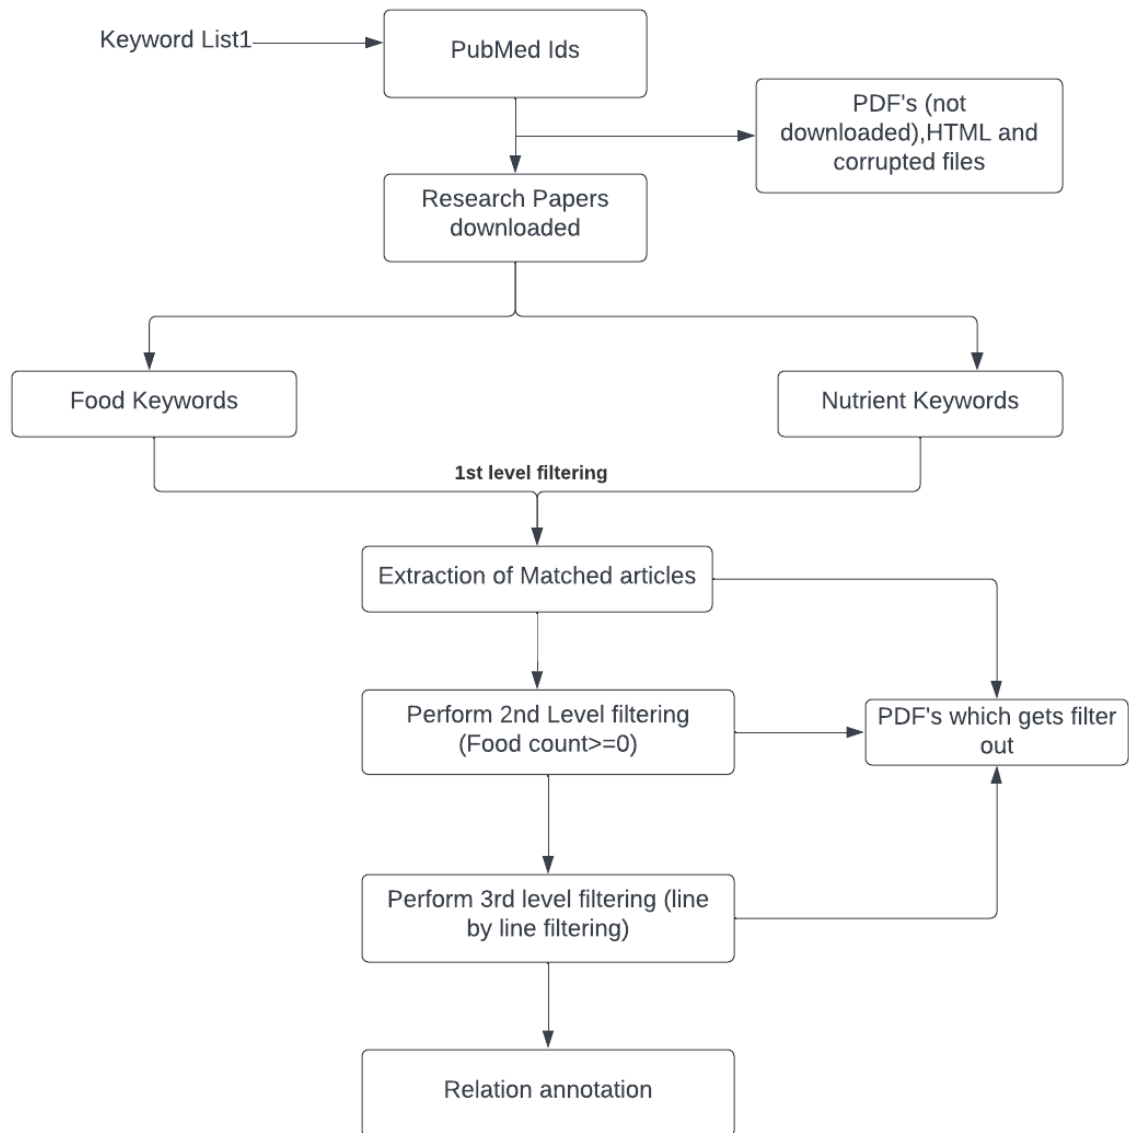 Keyword List1
PubMed Ids
PDF's (not
downloaded),HTML and
corrupted files
Research Papers
downloaded
Food Keywords
Nutrient Keywords
1st level filtering
Extraction of Matched articles
Perform 2nd Level filtering
(Food count>=0)
PDF's which gets filter
out
Perform 3rd level filtering (line
by line filtering)
Relation annotation